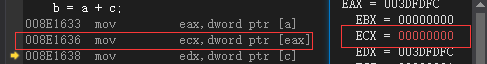 b = a + c;
008E1633 mov eax,dword ptr [a]
008E1636 mov ecx,dword ptr [eax]
008E1638 mov edx,dword ptr [c]
EAX = 003DFDFC
EBX = 00000000
ECX = 00000000
EDX = 003DFDFC